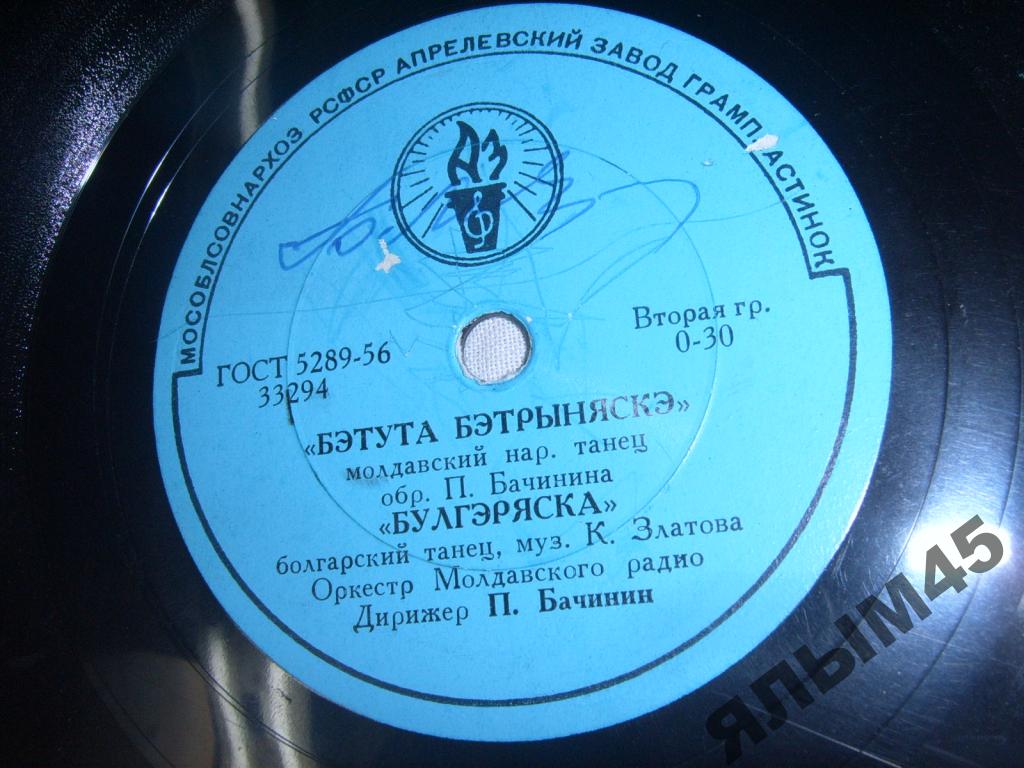 МОСОБЛСОВНАРХОЗ РСФСР АПРЕЛЕВСКИЙ ЗАВОД ГРАМПЛАСТИНОК
АЗ
ГОСТ 5289-56
33294
Вторая гр.
0-30
«БЭТУТА БЭТРЫНЯСКЭ»
молдавский нар. танец
обр. П. Бачинина
«БУЛГЭРЯСКА»
болгарский танец, муз. К. Златова
Оркестр Молдавского радио
Дирижер П. Бачинин
ЯЛЫМ45